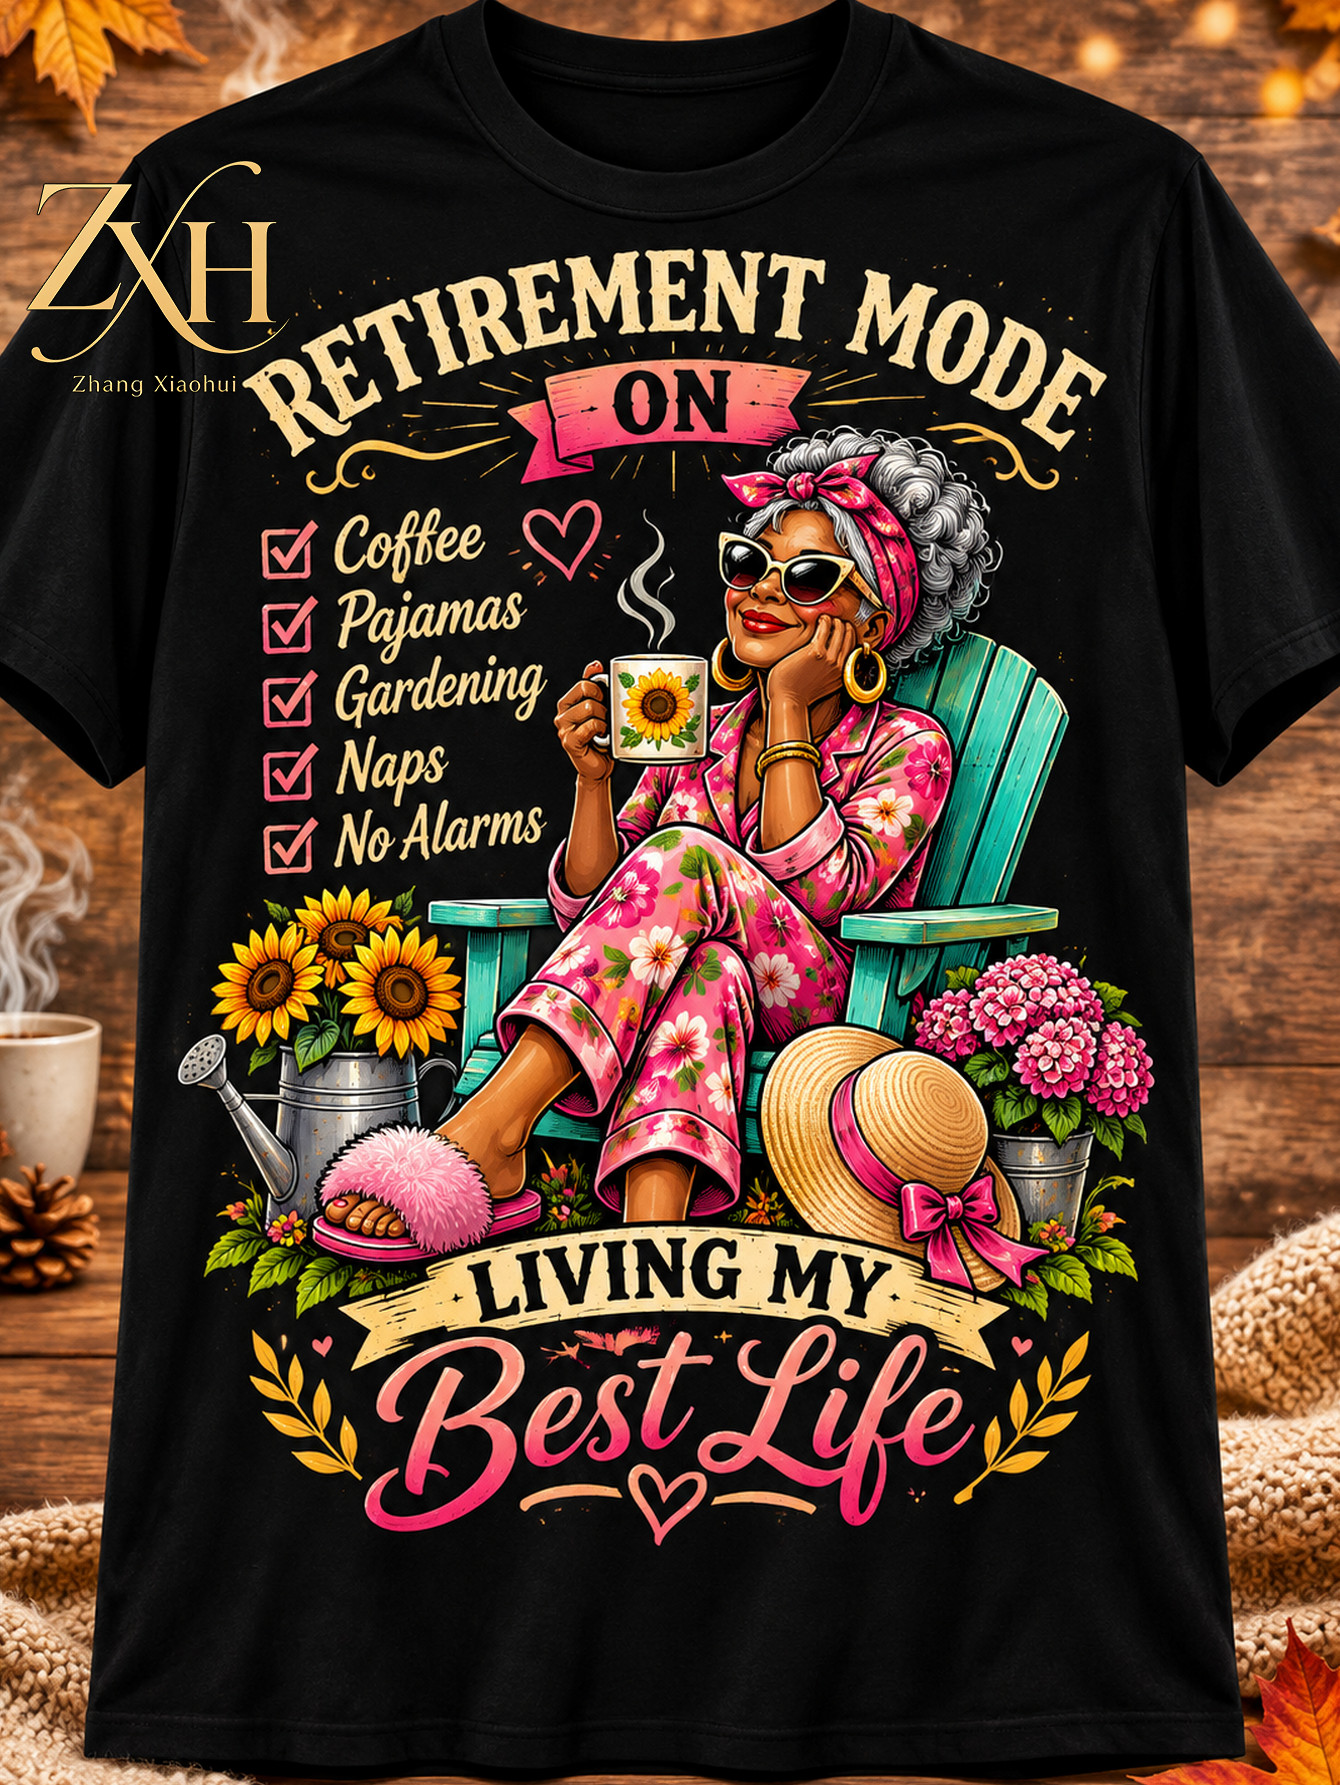 ZXH
Zhang Xiaohui
RETIREMENT MODE
ON
Coffee
Pajamas
Gardening
Naps
No Alarms
LIVING MY
Best Life